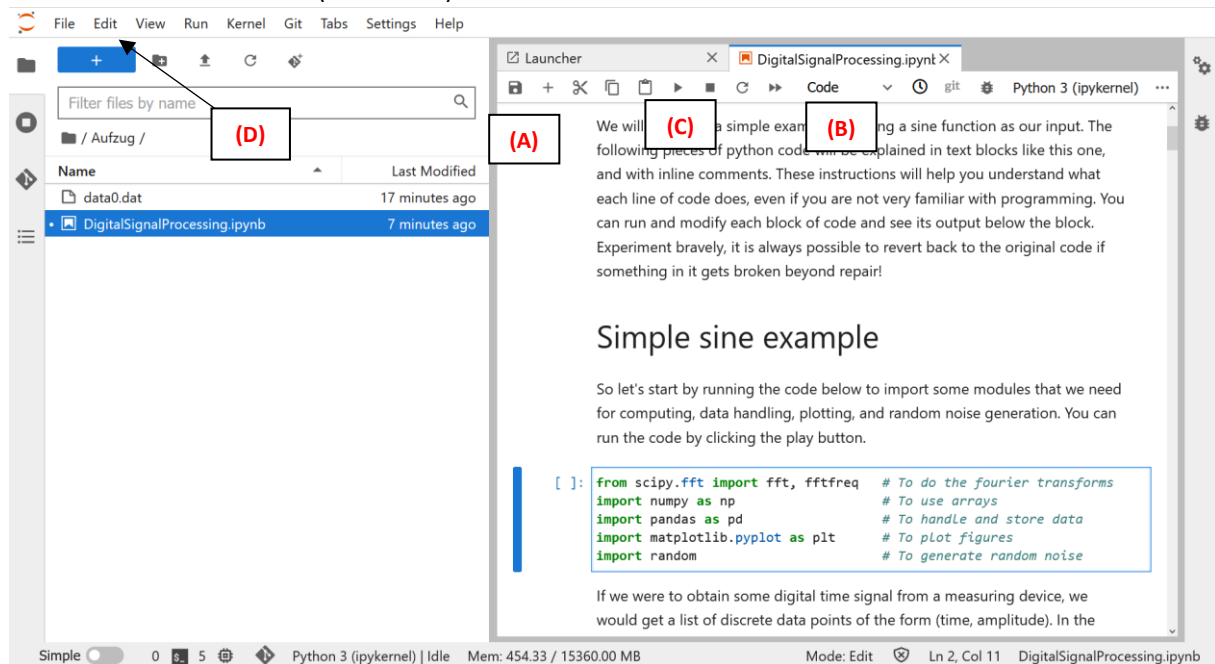 File Edit View Run Kernel Git Tabs Settings Help
+
Filter files by name
/ Aufzug /
Name Last Modified
data0.dat 17 minutes ago
DigitalSignalProcessing.ipynb 7 minutes ago
(D)
Launcher DigitalSignalProcessing.ipynb
Code git Python 3 (ipykernel) ...
(A)
(C)
(B)
We will a simple ng a sine function as our input. The
following pieces of python code will be explained in text blocks like this one,
and with inline comments. These instructions will help you understand what
each line of code does, even if you are not very familiar with programming. You
can run and modify each block of code and see its output below the block.
Experiment bravely, it is always possible to revert back to the original code if
something in it gets broken beyond repair!
Simple sine example
So let's start by running the code below to import some modules that we need
for computing, data handling, plotting, and random noise generation. You can
run the code by clicking the play button.
[ ]: from scipy.fft import fft, fftfreq # To do the fourier transforms
import numpy as np # To use arrays
import pandas as pd # To handle and store data
import matplotlib.pyplot as plt # To plot figures
import random # To generate random noise
If we were to obtain some digital time signal from a measuring device, we
would get a list of discrete data points of the form (time, amplitude). In the
Simple 0 $_ 5 Python 3 (ipykernel) | Idle Mem: 454.33 / 15360.00 MB Mode: Edit Ln 2, Col 11 DigitalSignalProcessing.ipynb